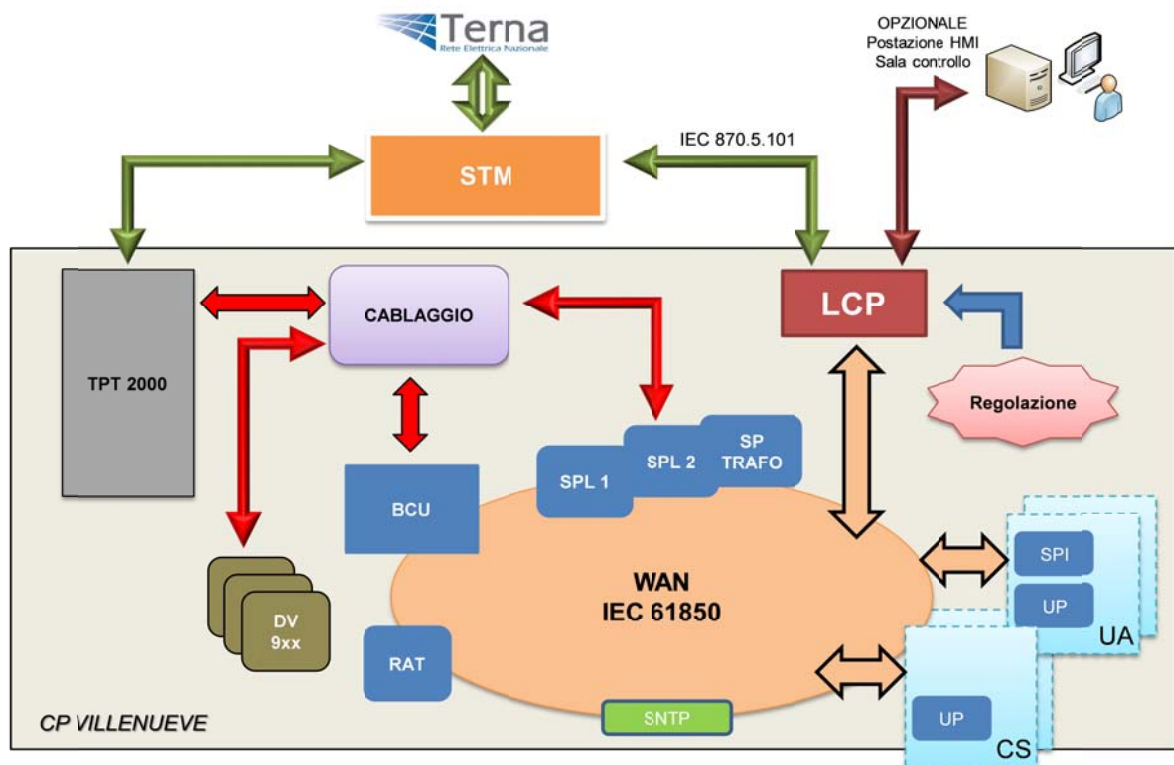 Terna
Rete Elettrica Nazionale
OPZIONALE
Postazione HMI
Sala controllo
IEC 870.5.101
STM
TPT 2000
CABLAGGIO
LCP
Regolazione
SP
TRAFO
SPL 2
SPL 1
BCU
WAN
IEC 61850
SPI
UP
UA
DV
9xx
RAT
SNTP
UP
CS
CP VILLENUEVE